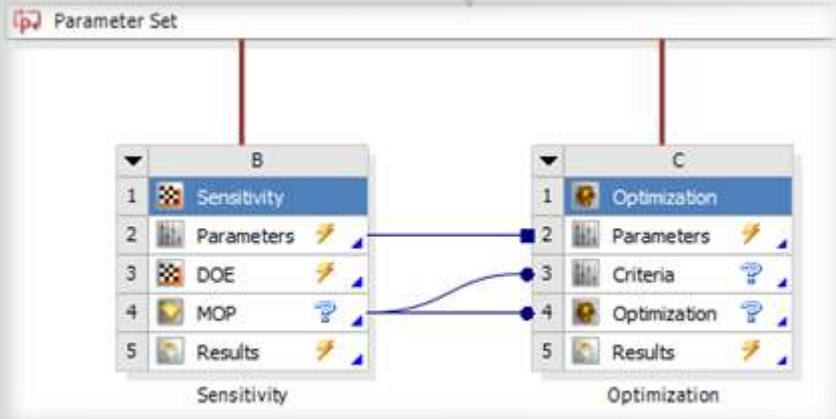 Parameter Set
B
1 Sensitivity
2 Parameters
3 DOE
4 MOP
5 Results
Sensitivity
C
1 Optimization
2 Parameters
3 Criteria
4 Optimization
5 Results
Optimization